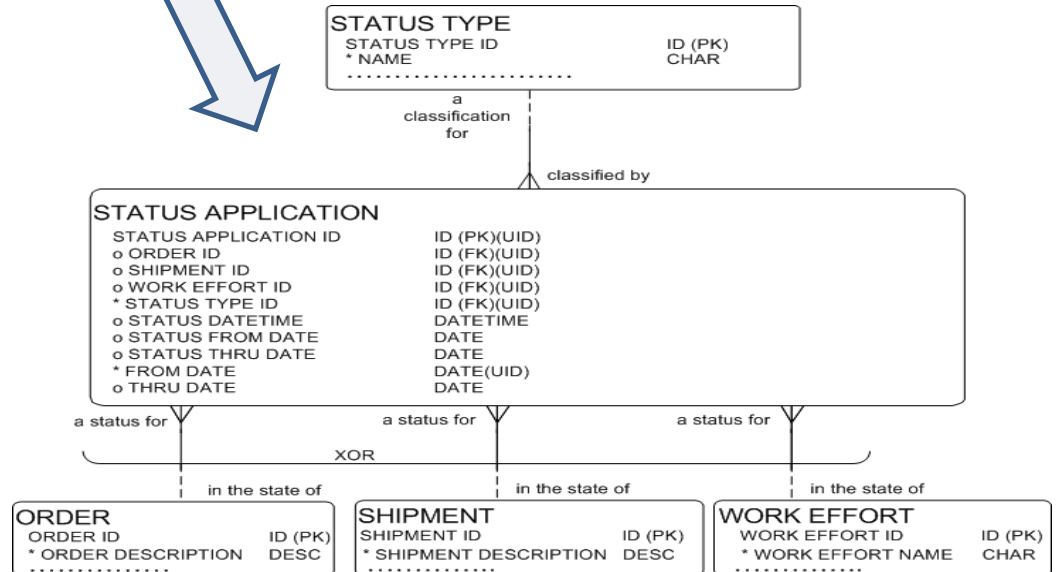 STATUS TYPE
STATUS TYPE ID ID (PK)
* NAME CHAR
a
classification
for
classified by
STATUS APPLICATION
STATUS APPLICATION ID ID (PK)(UID)
o ORDER ID ID (FK)(UID)
o SHIPMENT ID ID (FK)(UID)
o WORK EFFORT ID ID (FK)(UID)
* STATUS TYPE ID ID (FK)(UID)
o STATUS DATETIME DATETIME
o STATUS FROM DATE DATE
o STATUS THRU DATE DATE
* FROM DATE DATE(UID)
o THRU DATE DATE
a status for a status for a status for
XOR
in the state of in the state of in the state of
ORDER
ORDER ID ID (PK)
* ORDER DESCRIPTION DESC
SHIPMENT
SHIPMENT ID ID (PK)
* SHIPMENT DESCRIPTION DESC
WORK EFFORT
WORK EFFORT ID ID (PK)
* WORK EFFORT NAME CHAR